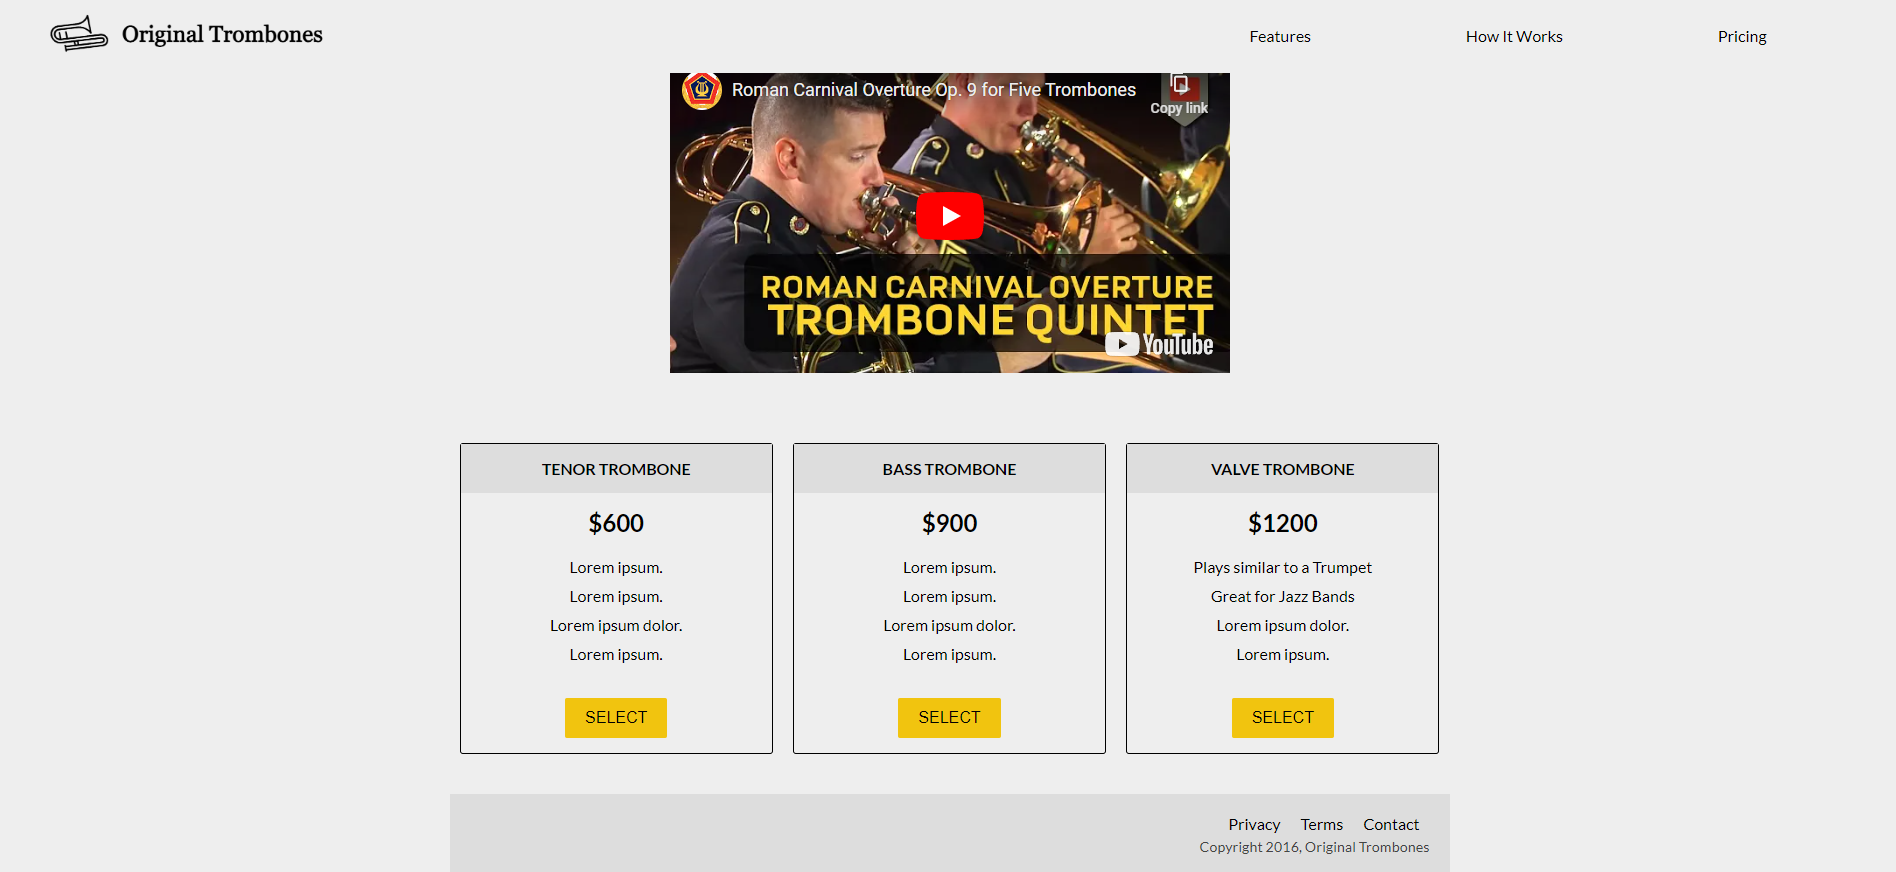 Original Trombones
Features
How It Works
Pricing
Roman Carnival Overture Op. 9 for Five Trombones
Copy link
ROMAN CARNIVAL OVERTURE
TROMBONE QUINTET
YouTube
TENOR TROMBONE
$600
Lorem ipsum.
Lorem ipsum.
Lorem ipsum dolor.
Lorem ipsum.
SELECT
BASS TROMBONE
$900
Lorem ipsum.
Lorem ipsum.
Lorem ipsum dolor.
Lorem ipsum.
SELECT
VALVE TROMBONE
$1200
Plays similar to a Trumpet
Great for Jazz Bands
Lorem ipsum dolor.
Lorem ipsum.
SELECT
Privacy
Terms
Contact
Copyright 2016, Original Trombones